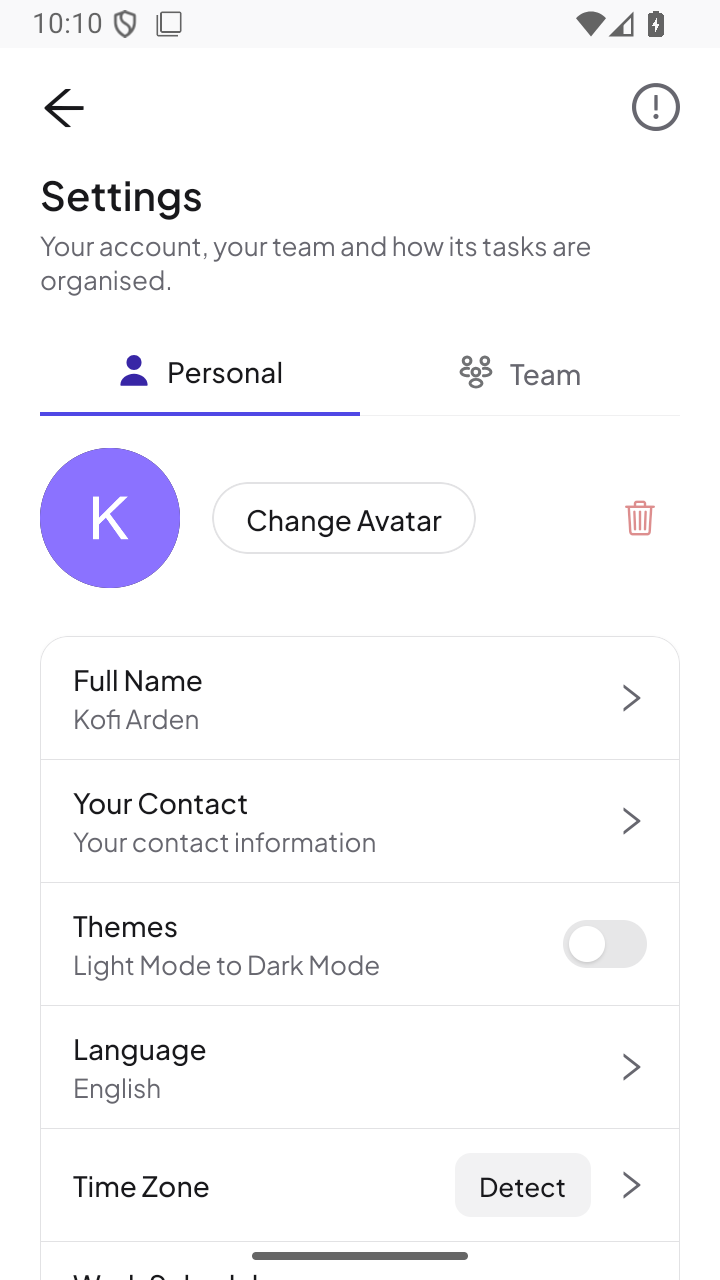 10:10
Settings
Your account, your team and how its tasks are
organised.
Personal
Team
K
Change Avatar
Full Name
Kofi Arden
Your Contact
Your contact information
Themes
Light Mode to Dark Mode
Language
English
Time Zone
Detect